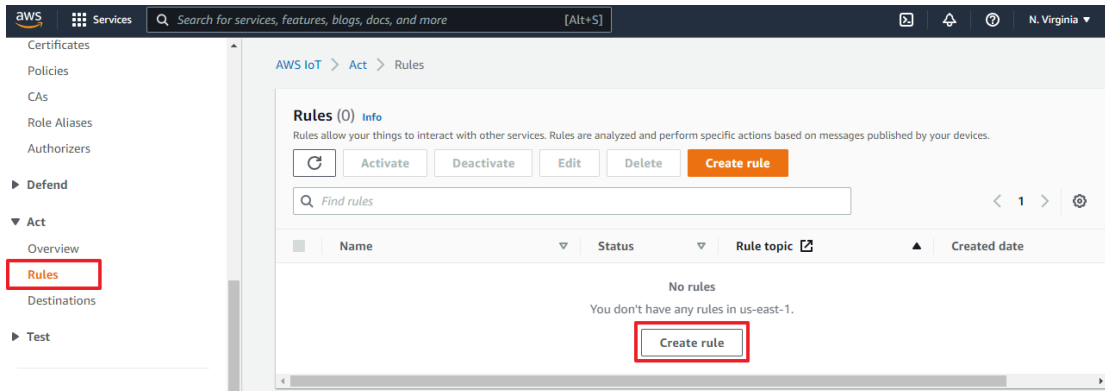 aws Services Search for services, features, blogs, docs, and more [Alt+S] N. Virginia
Certificates
Policies
CAs
Role Aliases
Authorizers
Defend
Act
Overview
Rules
Destinations
Test
AWS IoT > Act > Rules
Rules (0) Info
Rules allow your things to interact with other services. Rules are analyzed and perform specific actions based on messages published by your devices.
Activate Deactivate Edit Delete Create rule
Find rules < 1 >
Name Status Rule topic Created date
No rules
You don't have any rules in us-east-1.
Create rule